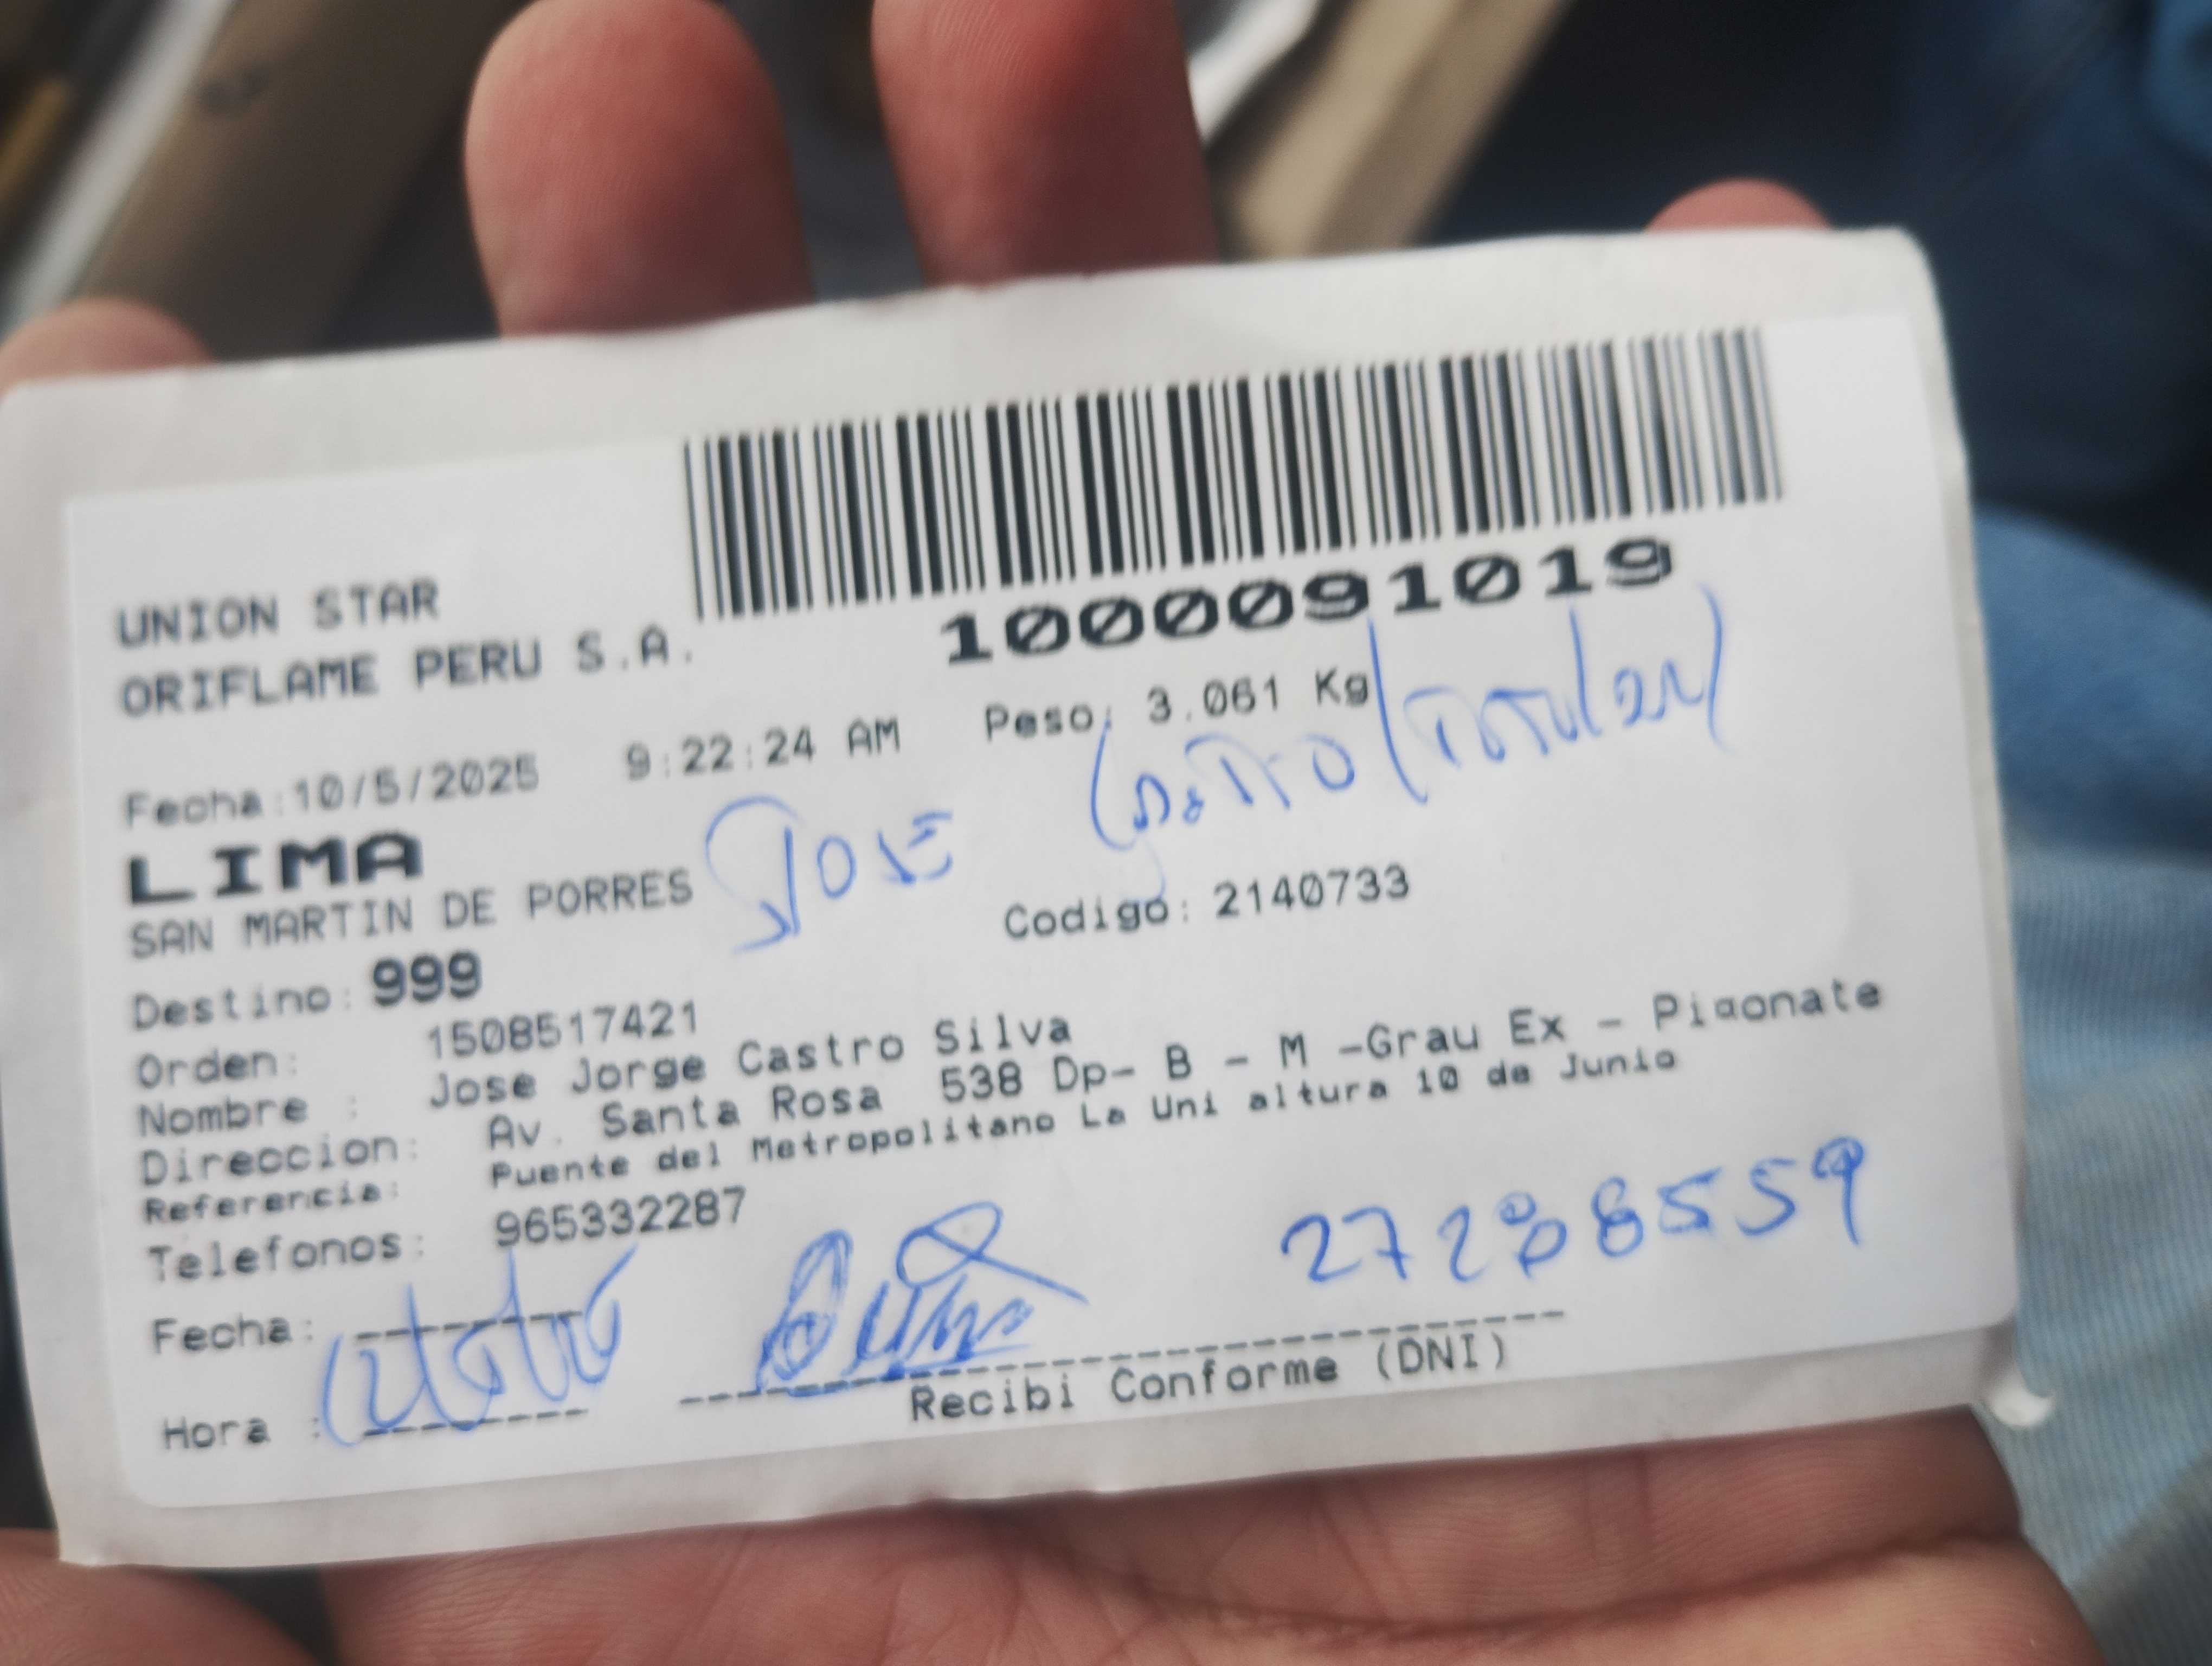 UNION STAR
ORIFLAME PERU S.A.
1000091019
Fecha:10/5/2025 9:22:24 AM Peso: 3.061 Kg
LIMA
SAN MARTIN DE PORRES
JOSE Castro (Titular)
Destino: 999 Codigo: 2140733
Orden: 1508517421
Nombre : Jose Jorge Castro Silva
Direccion: Av. Santa Rosa 538 Dp- B - M -Grau Ex - Pigonate
Referencia: Puente del Metropolitano La Uni altura 10 de Junio
Telefonos: 965332287
Fecha:
Hora :
Recibi Conforme (DNI)